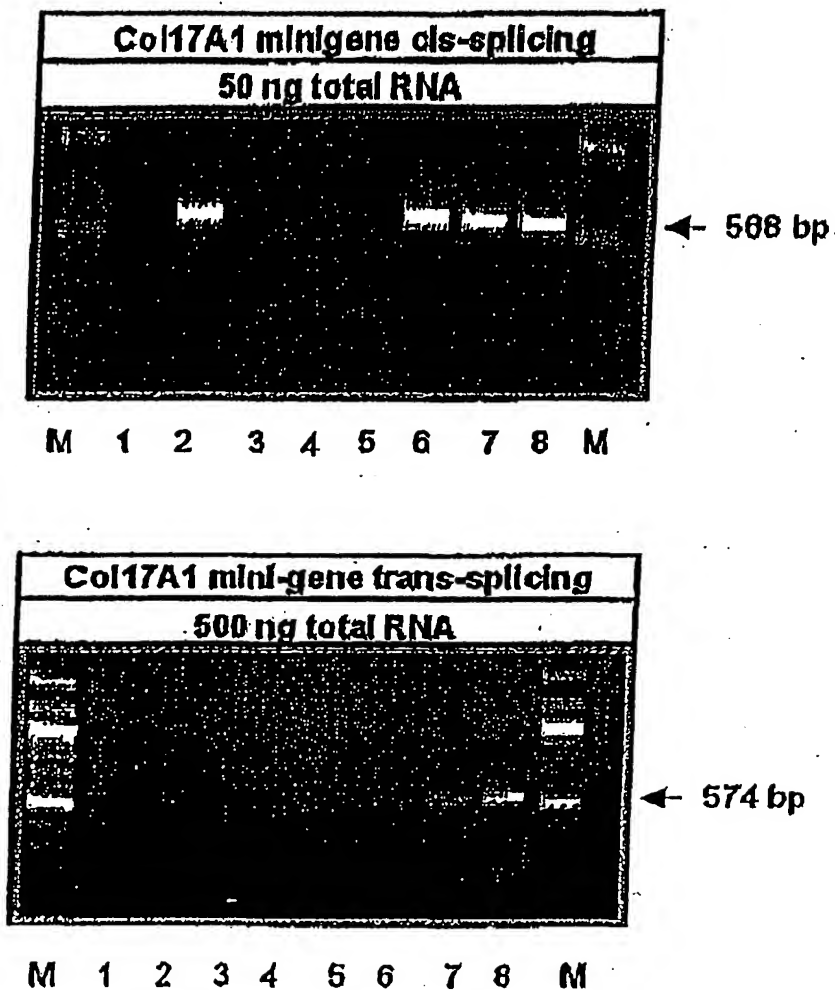 Col17A1 minigene cis-splicing
50 ng total RNA
588 bp
M 1 2 3 4 5 6 7 8 M
Col17A1 mini-gene trans-splicing
500 ng total RNA
574 bp
M 1 2 3 4 5 6 7 8 M